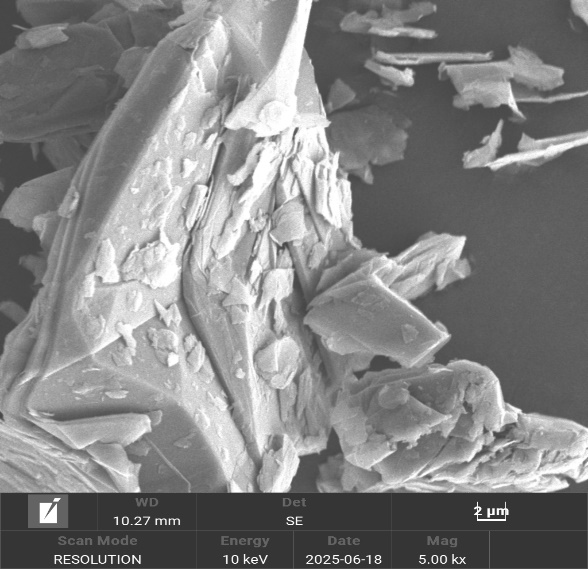 WD
10.27 mm
Det
SE
2 µm
Scan Mode
RESOLUTION
Energy
10 keV
Date
2025-06-18
Mag
5.00 kx